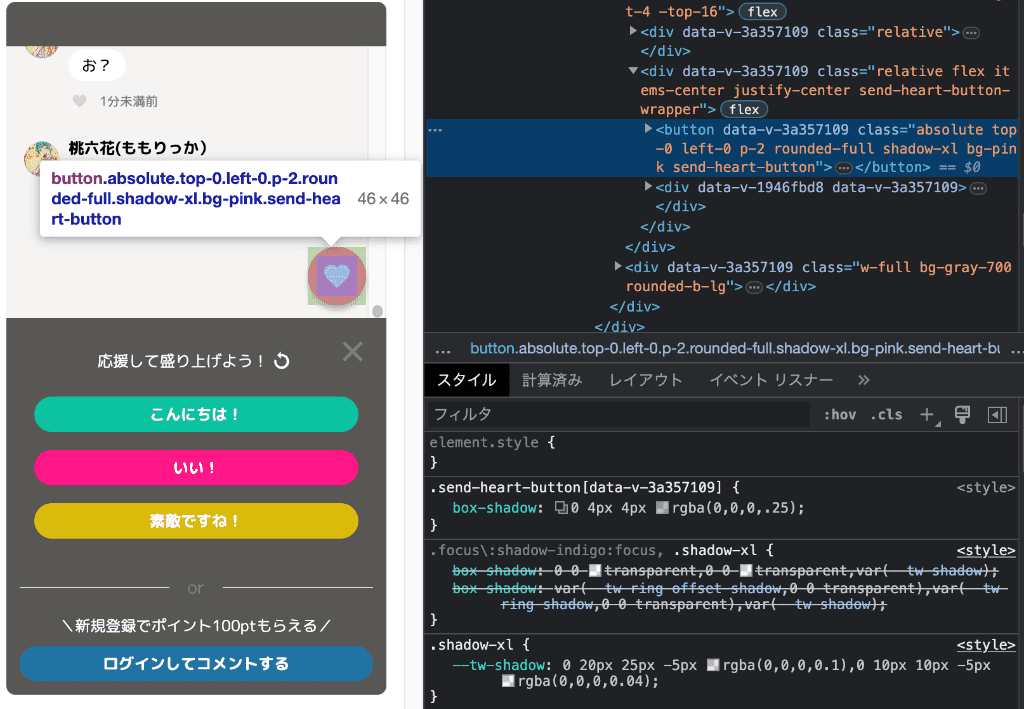 お？
1分未満前
桃六花(ももりっか)
button.absolute.top-0.left-0.p-2.roun
ded-full.shadow-xl.bg-pink.send-hea
rt-button
46 × 46
応援して盛り上げよう！
こんにちは！
いい！
素敵ですね！
or
＼新規登録でポイント100ptもらえる／
ログインしてコメントする
t-4 -top-16"> flex
<div data-v-3a357109 class="relative"> …
</div>
<div data-v-3a357109 class="relative flex it
ems-center justify-center send-heart-button-
wrapper"> flex
<button data-v-3a357109 class="absolute top
-0 left-0 p-2 rounded-full shadow-xl bg-pin
k send-heart-button"> … </button> == $0
<div data-v-1946fbd8 data-v-3a357109> …
</div>
</div>
</div>
<div data-v-3a357109 class="w-full bg-gray-700
rounded-b-lg"> … </div>
</div>
</div>
… button.absolute.top-0.left-0.p-2.rounded-full.shadow-xl.bg-pink.send-heart-bu …
スタイル 計算済み レイアウト イベント リスナー »
フィルタ :hov .cls +
element.style {
}
.send-heart-button[data-v-3a357109] { <style>
box-shadow: 0 4px 4px rgba(0,0,0,.25);
}
.focus\:shadow-indigo:focus, .shadow-xl { <style>
box-shadow: 0 0 transparent,0 0 transparent,var(--tw-shadow);
box-shadow: var(--tw-ring-offset-shadow,0 0 transparent),var(--tw-
ring-shadow,0 0 transparent),var(--tw-shadow);
}
.shadow-xl { <style>
--tw-shadow: 0 20px 25px -5px rgba(0,0,0,0.1),0 10px 10px -5px
rgba(0,0,0,0.04);
}